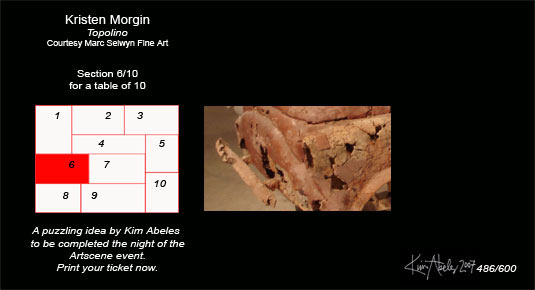 Kristen Morgin
Topolino
Courtesy Marc Selwyn Fine Art
Section 6/10
for a table of 10
1 2 3
4 5
6 7
8 9 10
A puzzling idea by Kim Abeles
to be completed the night of the
Artscene event.
Print your ticket now.
Kim Abeles 2007 486/600